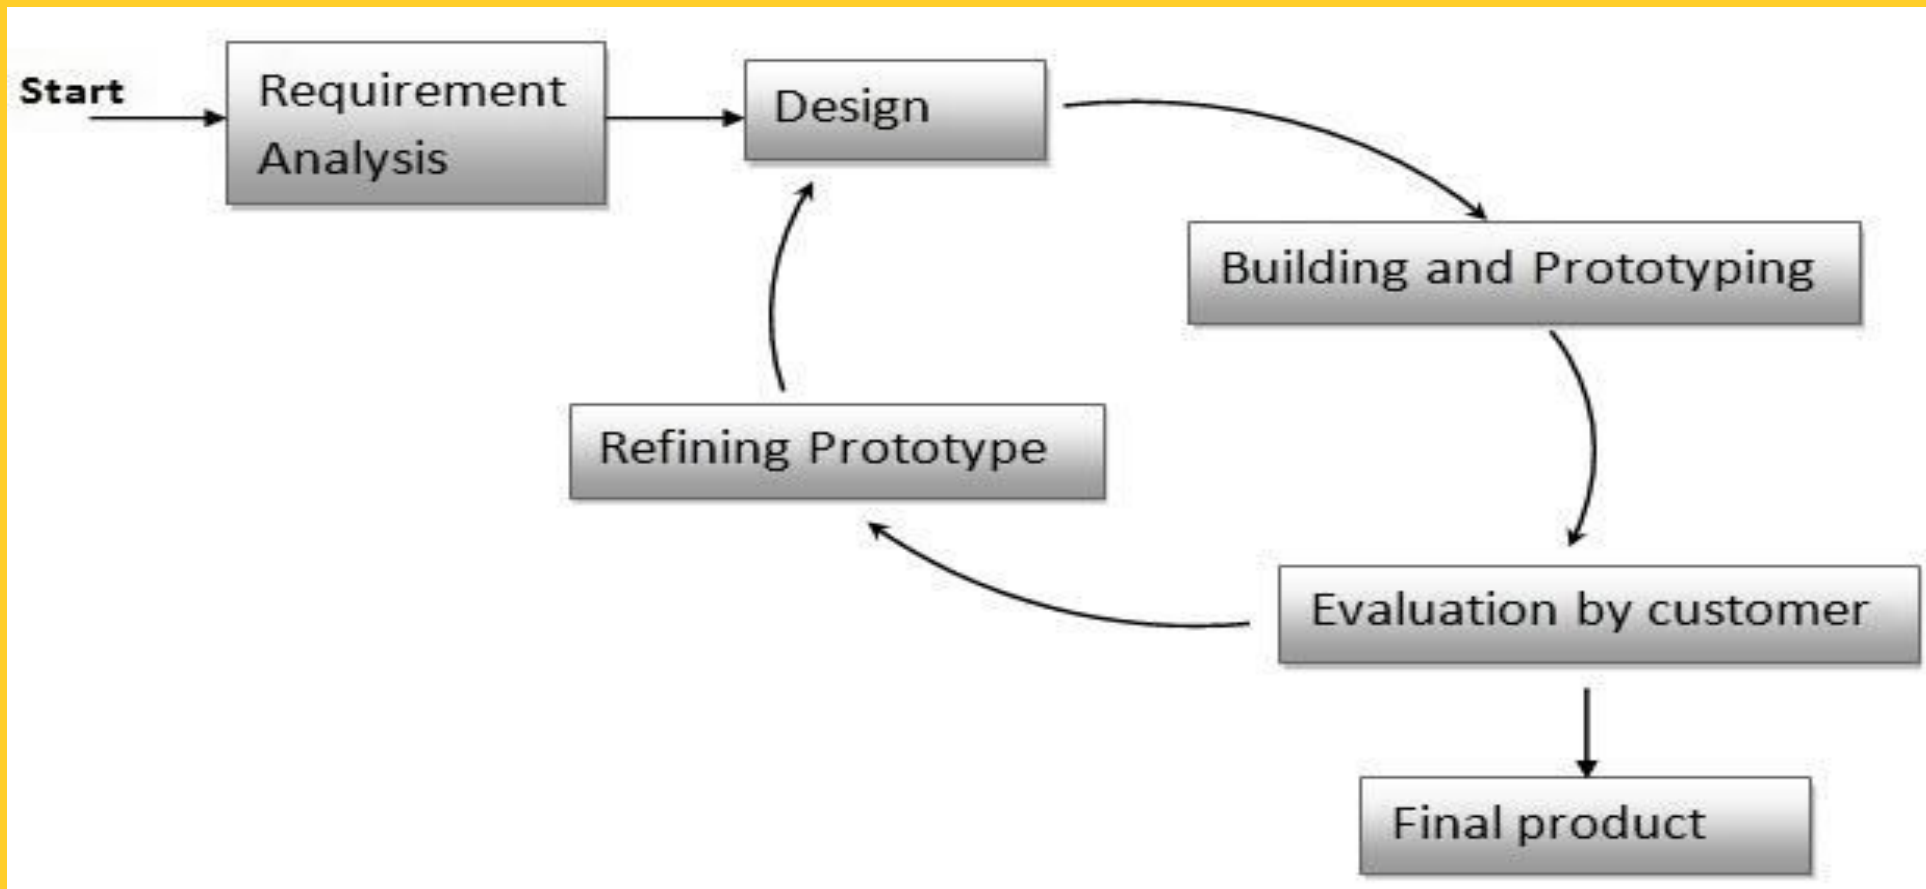 Start
Requirement
Analysis
Design
Building and Prototyping
Refining Prototype
Evaluation by customer
Final product